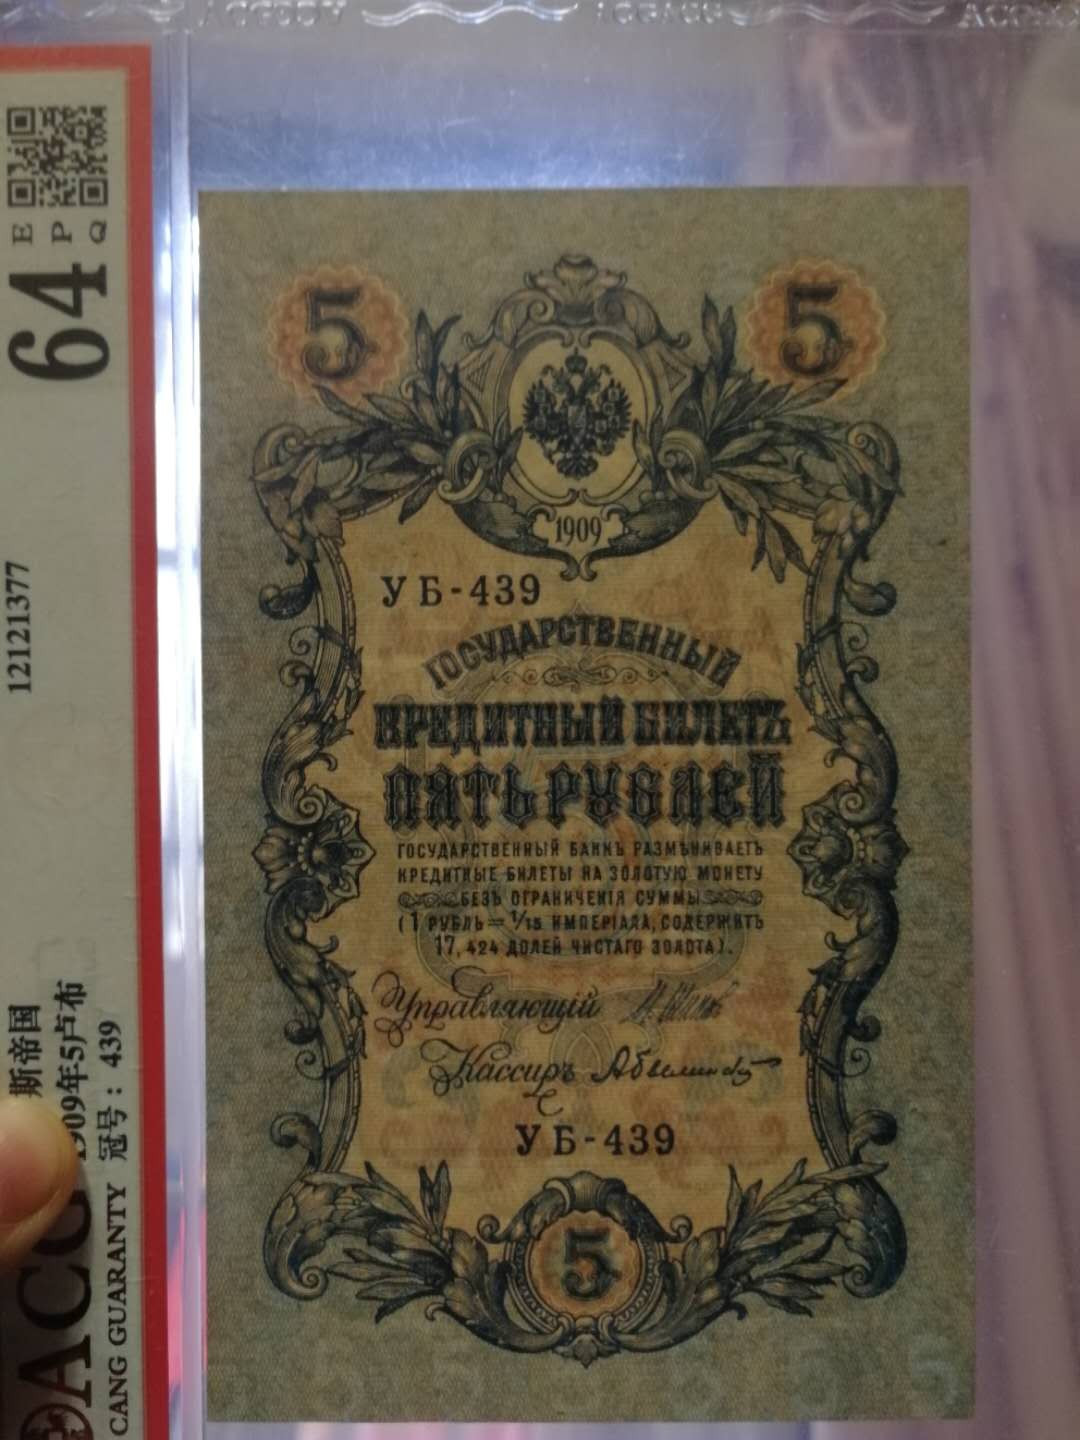 E
P
Q
64
12121377
斯帝国
1909年5卢布
冠号：439
ACC
CANG GUARANTY
5
5
1909
УБ-439
ГОСУДАРСТВЕННЫЙ
КРЕДИТНЫЙ БИЛЕТЪ
ПЯТЬ РУБЛЕЙ
ГОСУДАРСТВЕННЫЙ БАНКЪ РАЗМѢНИВАЕТЪ
КРЕДИТНЫЕ БИЛЕТЫ НА ЗОЛОТУЮ МОНЕТУ
БЕЗЪ ОГРАНИЧЕНІЯ СУММЫ
(1 РУБЛЬ=1/15 ИМПЕРІАЛА, СОДЕРЖИТЪ
17,424 ДОЛЕЙ ЧИСТАГО ЗОЛОТА).
Управляющій
Кассиръ
УБ-439
5